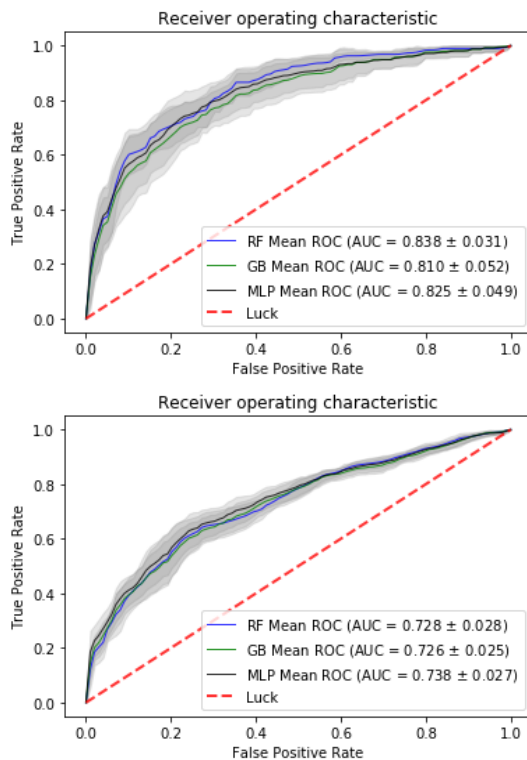 Receiver operating characteristic
1.0
0.8
0.6
0.4
0.2
0.0
True Positive Rate
RF Mean ROC (AUC = 0.838 ± 0.031)
GB Mean ROC (AUC = 0.810 ± 0.052)
MLP Mean ROC (AUC = 0.825 ± 0.049)
Luck
0.0 0.2 0.4 0.6 0.8 1.0
False Positive Rate
Receiver operating characteristic
1.0
0.8
0.6
0.4
0.2
0.0
True Positive Rate
RF Mean ROC (AUC = 0.728 ± 0.028)
GB Mean ROC (AUC = 0.726 ± 0.025)
MLP Mean ROC (AUC = 0.738 ± 0.027)
Luck
0.0 0.2 0.4 0.6 0.8 1.0
False Positive Rate